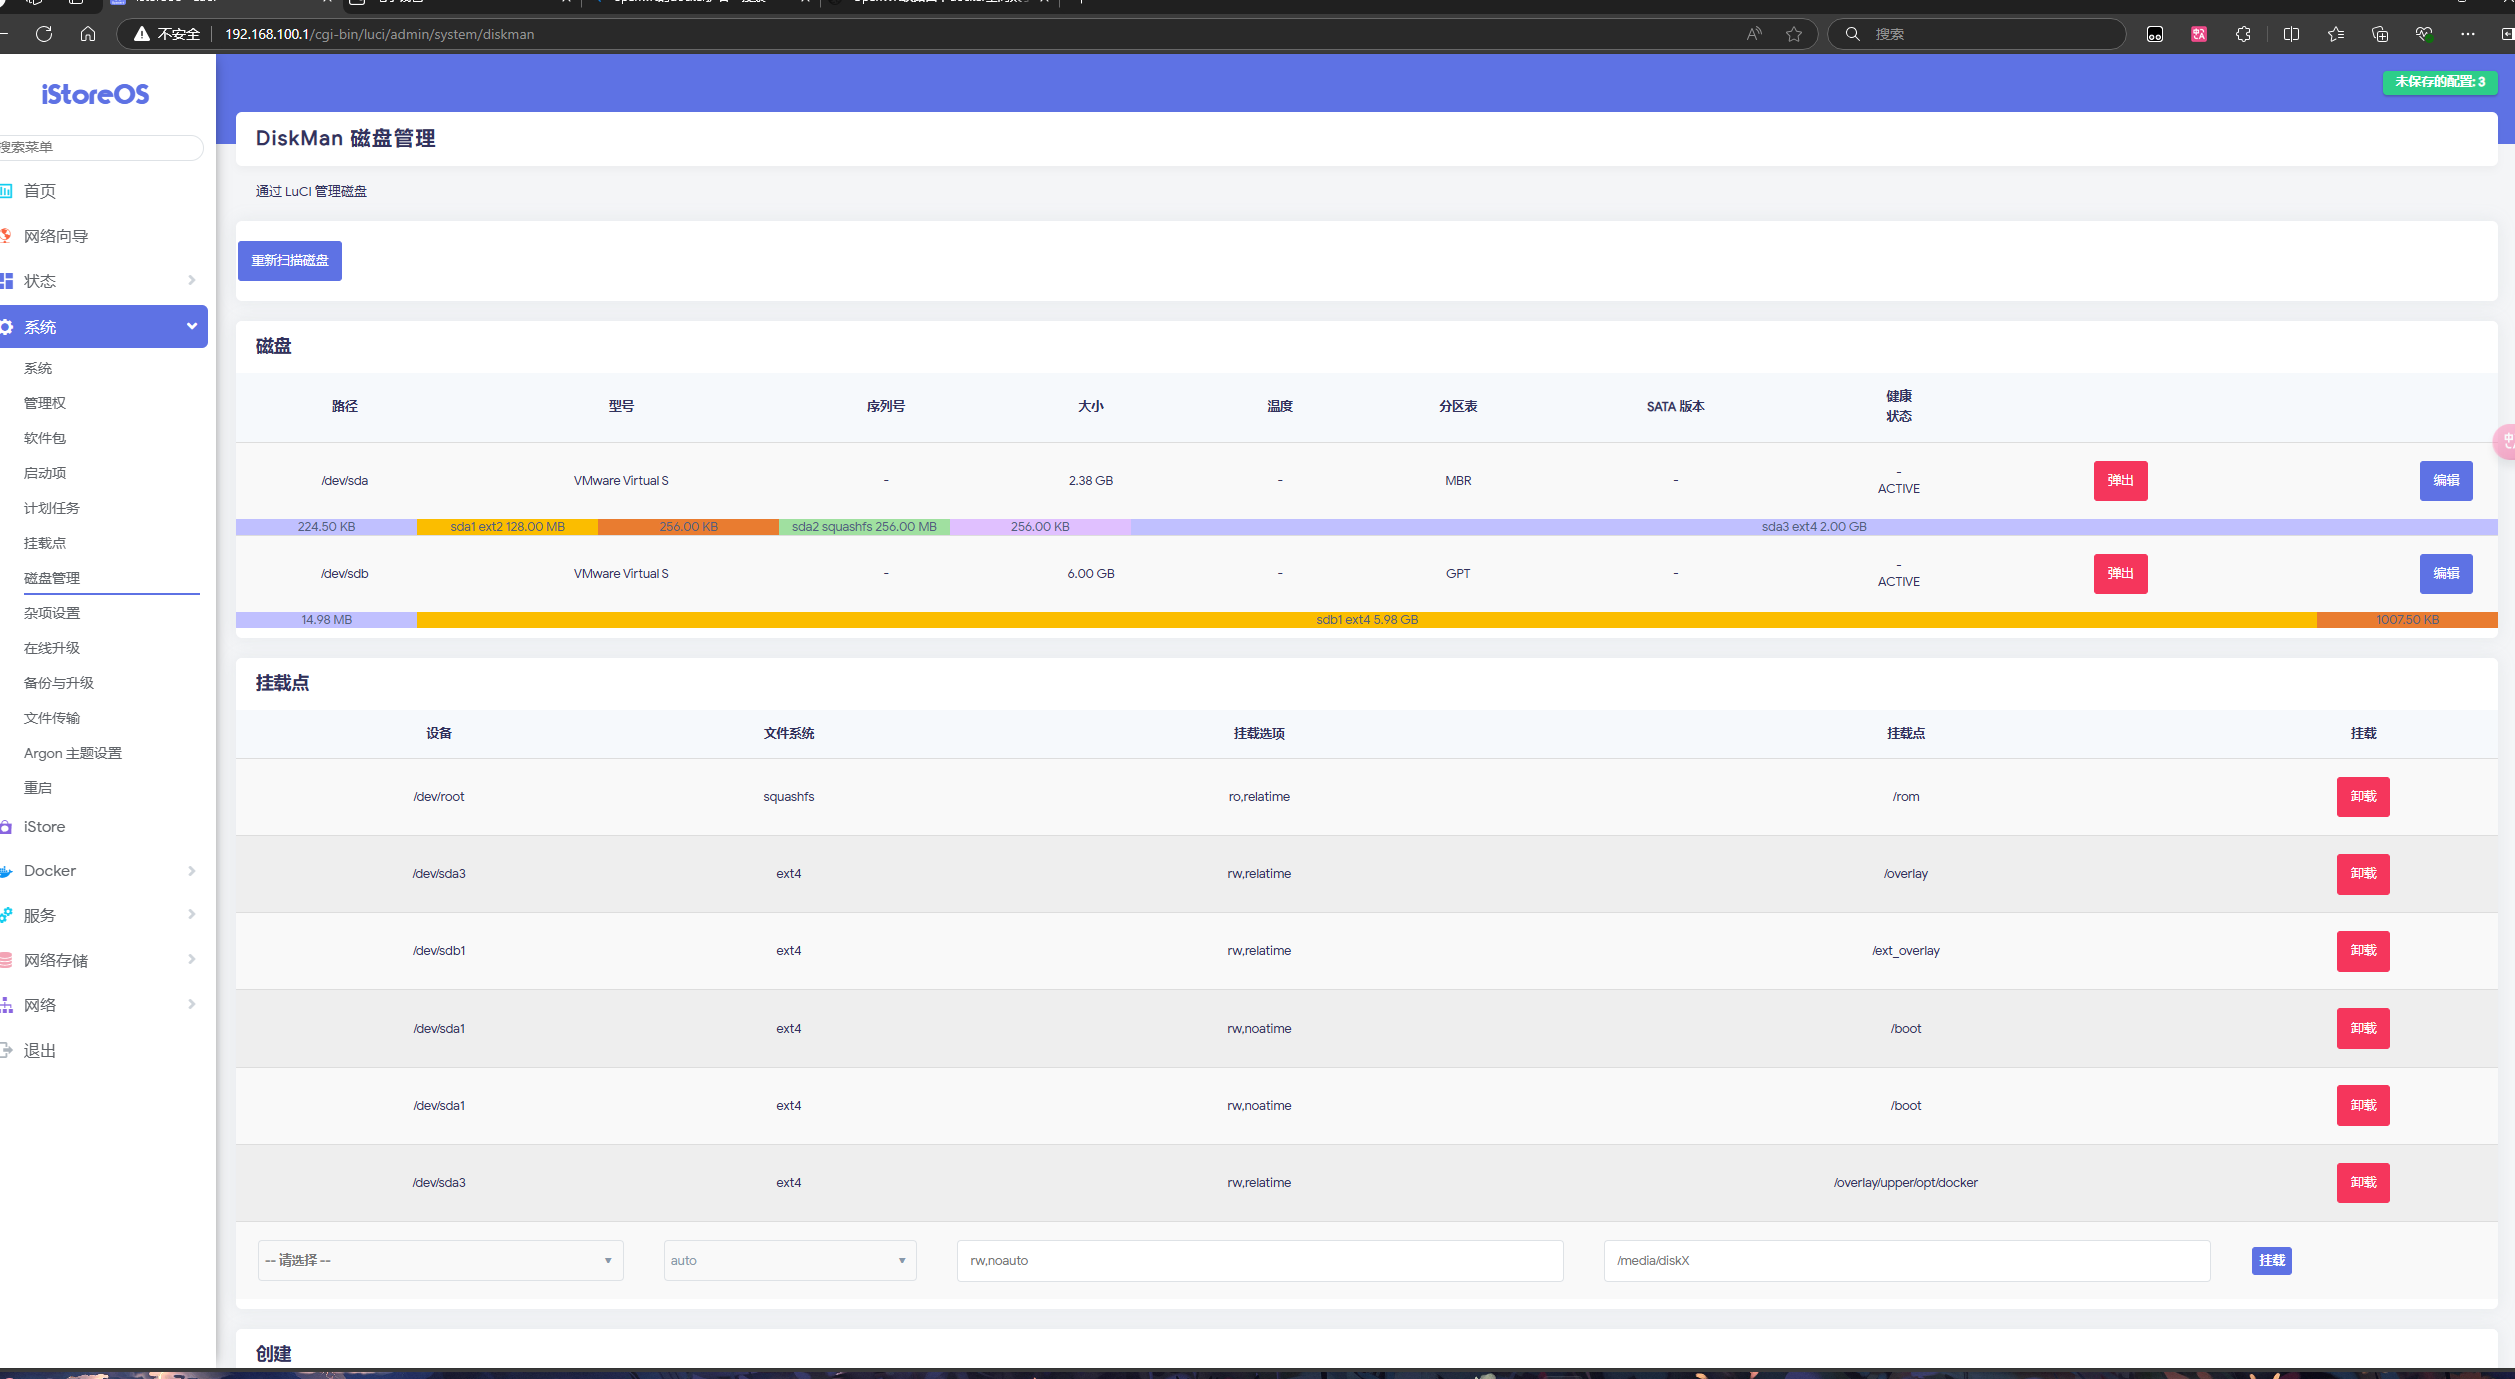 不安全
192.168.100.1/cgi-bin/luci/admin/system/diskman
搜索
iStoreOS
搜索菜单
首页
网络向导
状态
系统
系统
管理权
软件包
启动项
计划任务
挂载点
磁盘管理
杂项设置
在线升级
备份与升级
文件传输
Argon 主题设置
重启
iStore
Docker
服务
网络存储
网络
退出
未保存的配置: 3
DiskMan 磁盘管理
通过 LuCI 管理磁盘
重新扫描磁盘
磁盘
路径 型号 序列号 大小 温度 分区表 SATA 版本 健康
状态
/dev/sda VMware Virtual S - 2.38 GB - MBR - -
ACTIVE 弹出 编辑
224.50 KB sda1 ext2 128.00 MB 256.00 KB sda2 squashfs 256.00 MB 256.00 KB sda3 ext4 2.00 GB
/dev/sdb VMware Virtual S - 6.00 GB - GPT - -
ACTIVE 弹出 编辑
14.98 MB sdb1 ext4 5.98 GB 1007.50 KB
挂载点
设备 文件系统 挂载选项 挂载点 挂载
/dev/root squashfs ro,relatime /rom 卸载
/dev/sda3 ext4 rw,relatime /overlay 卸载
/dev/sdb1 ext4 rw,relatime /ext_overlay 卸载
/dev/sda1 ext4 rw,noatime /boot 卸载
/dev/sda1 ext4 rw,noatime /boot 卸载
/dev/sda3 ext4 rw,relatime /overlay/upper/opt/docker 卸载
-- 请选择 -- auto rw,noauto /media/diskX 挂载
创建